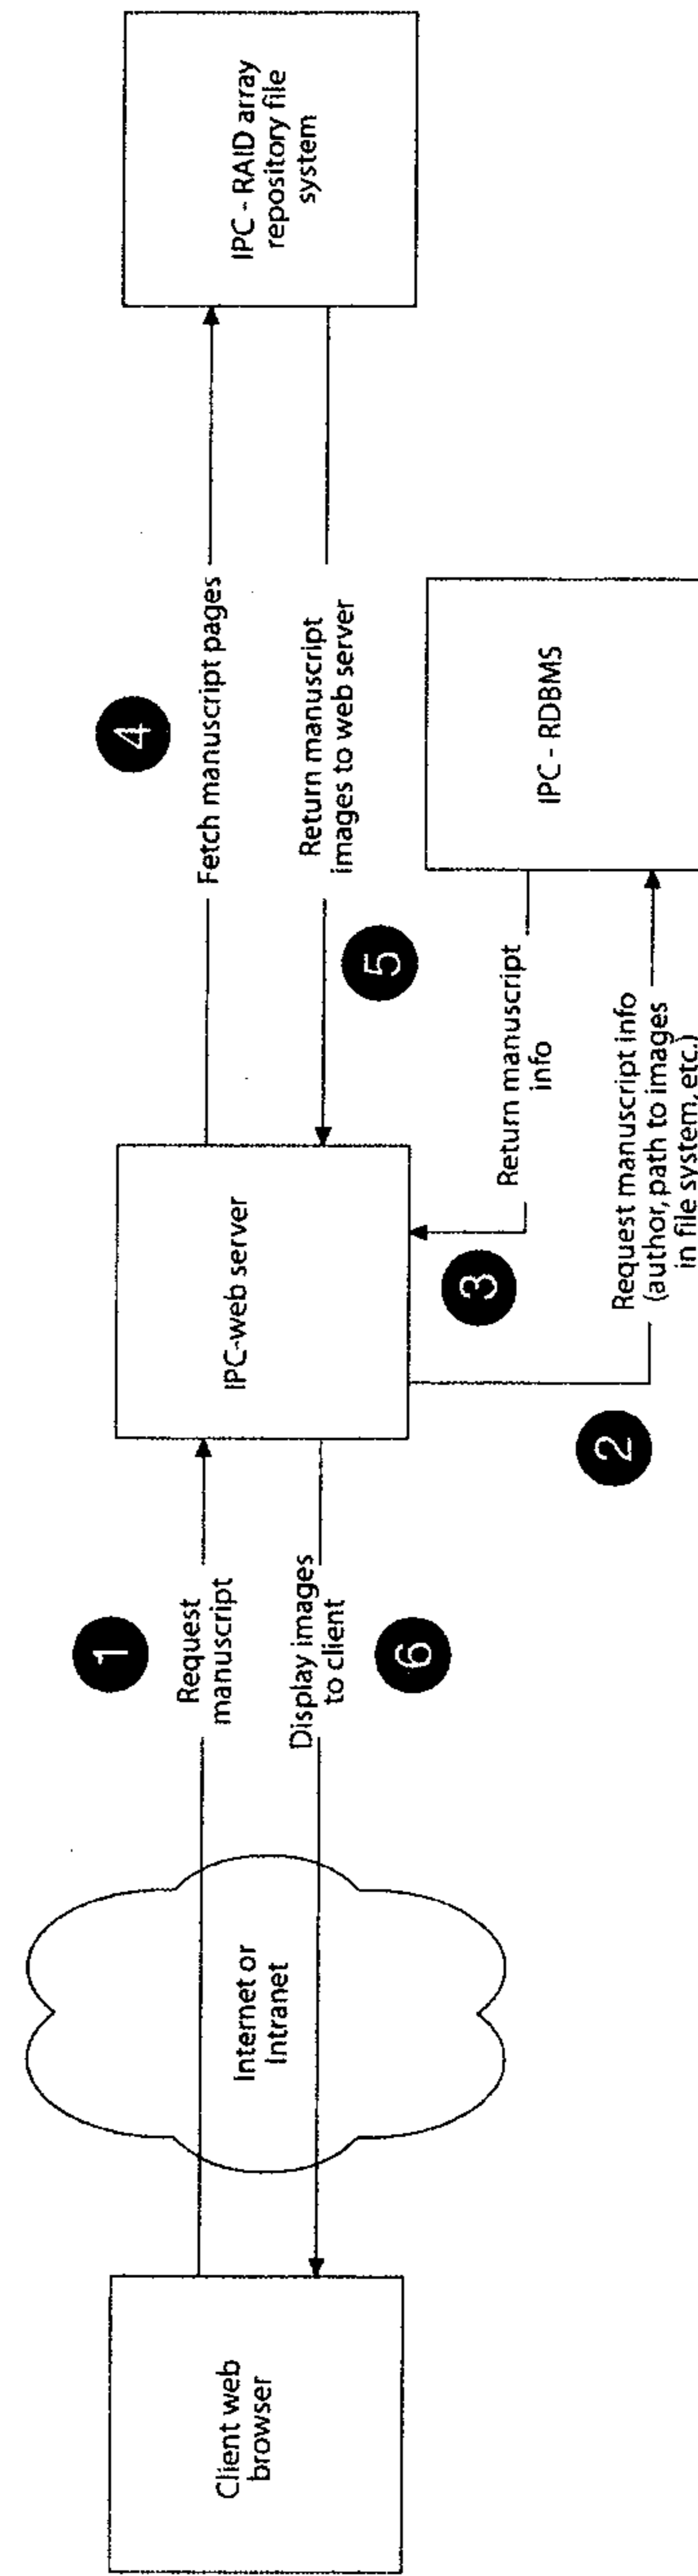 Client web
browser
Internet or
Intranet
1
Request
manuscript
Display images
to client
6
IPC-web server
2
Request manuscript info
(author, path to images
in file system, etc.)
3
Return manuscript
info
IPC - RDBMS
4
Fetch manuscript pages
Return manuscript
images to web server
5
IPC - RAID array
repository file
system